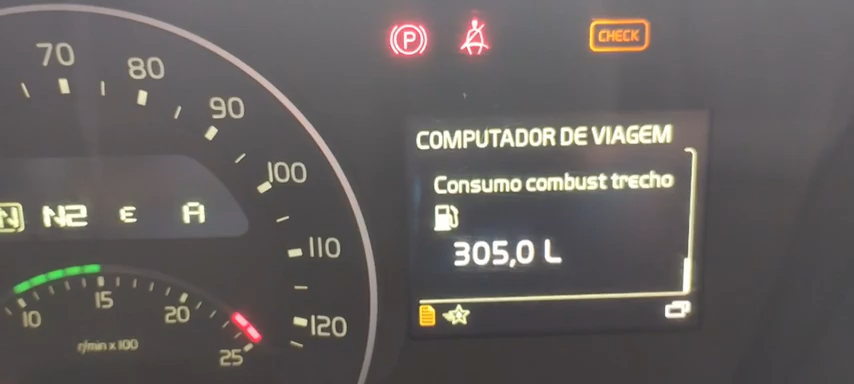 70
80
90
100
110
120
N N2 E A
10
15
20
25
r/min x 100
P
CHECK
COMPUTADOR DE VIAGEM
Consumo combust trecho
305,0 L